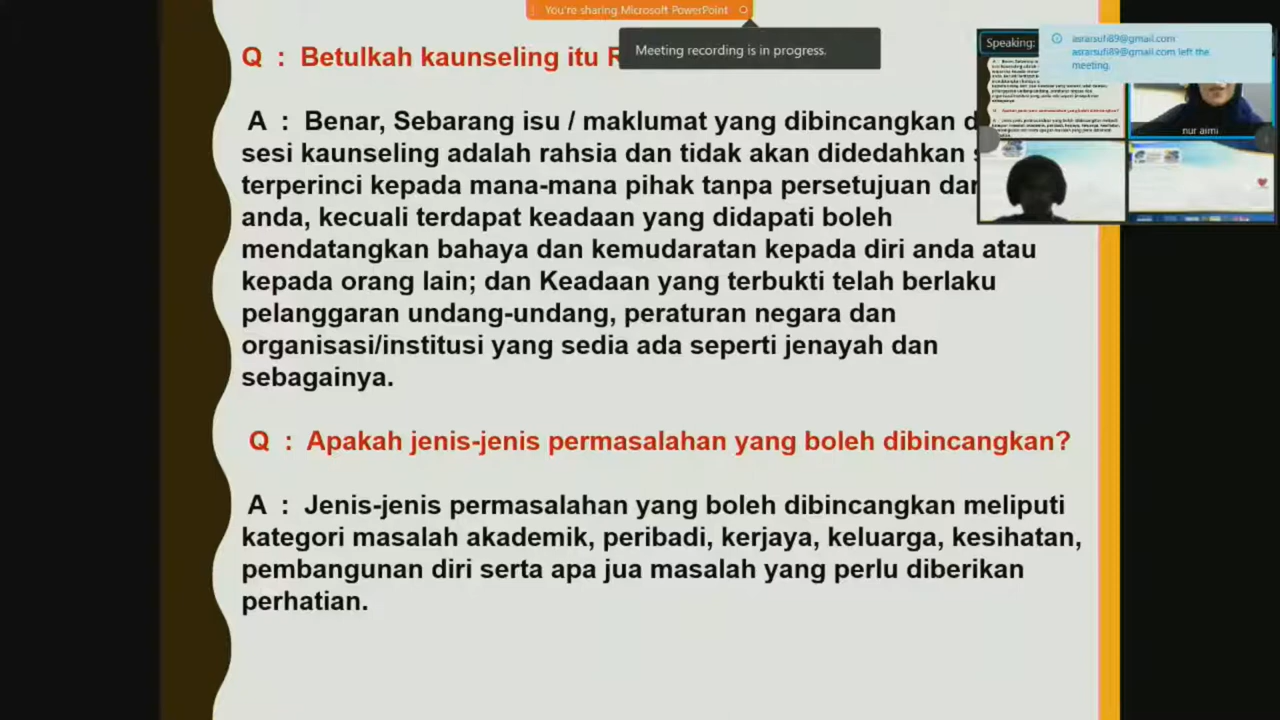 You're sharing Microsoft PowerPoint
Meeting recording is in progress.
Speaking:
asrarsufi89@gmail.com
asrarsufi89@gmail.com left the
meeting.
nur aimi
Q : Betulkah kaunseling itu
A : Betul, Sebarang isu / maklumat yang dibincangkan
sesi kaunseling adalah rahsia dan tidak akan didedahkan
terperinci kepada mana-mana pihak tanpa persetujuan
anda, kecuali terdapat keadaan yang didapati boleh
mendatangkan bahaya dan kemudaratan kepada diri anda atau
kepada orang lain; dan Keadaan yang terbukti telah berlaku
pelanggaran undang-undang, peraturan negara dan
organisasi/institusi yang sedia ada seperti jenayah dan
sebagainya.
Q : Apakah jenis-jenis permasalahan yang boleh dibincangkan?
A : Jenis-jenis permasalahan yang boleh dibincangkan meliputi
kategori masalah akademik, peribadi, kerjaya, keluarga, kesihatan,
pembangunan diri serta apa jua masalah yang perlu diberikan
perhatian.